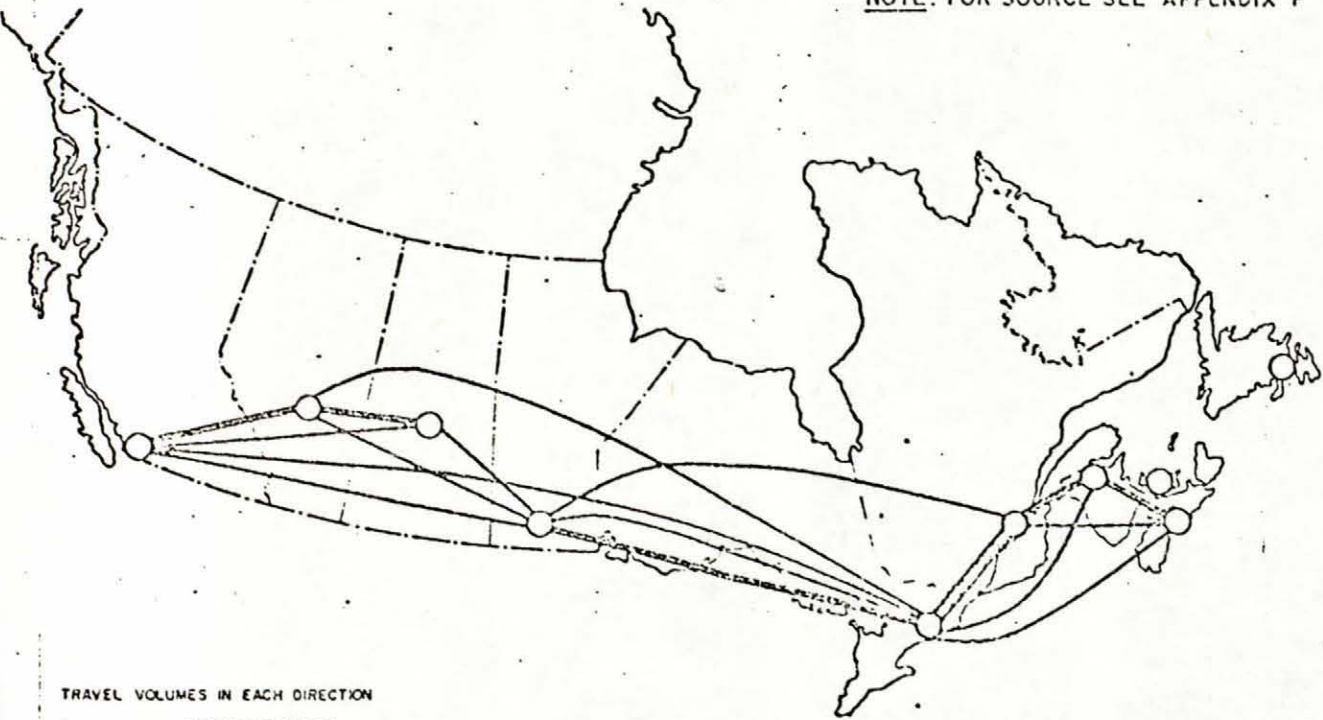 NOTE: FOR SOURCE SEE APPENDIX
TRAVEL VOLUMES IN EACH DIRECTION